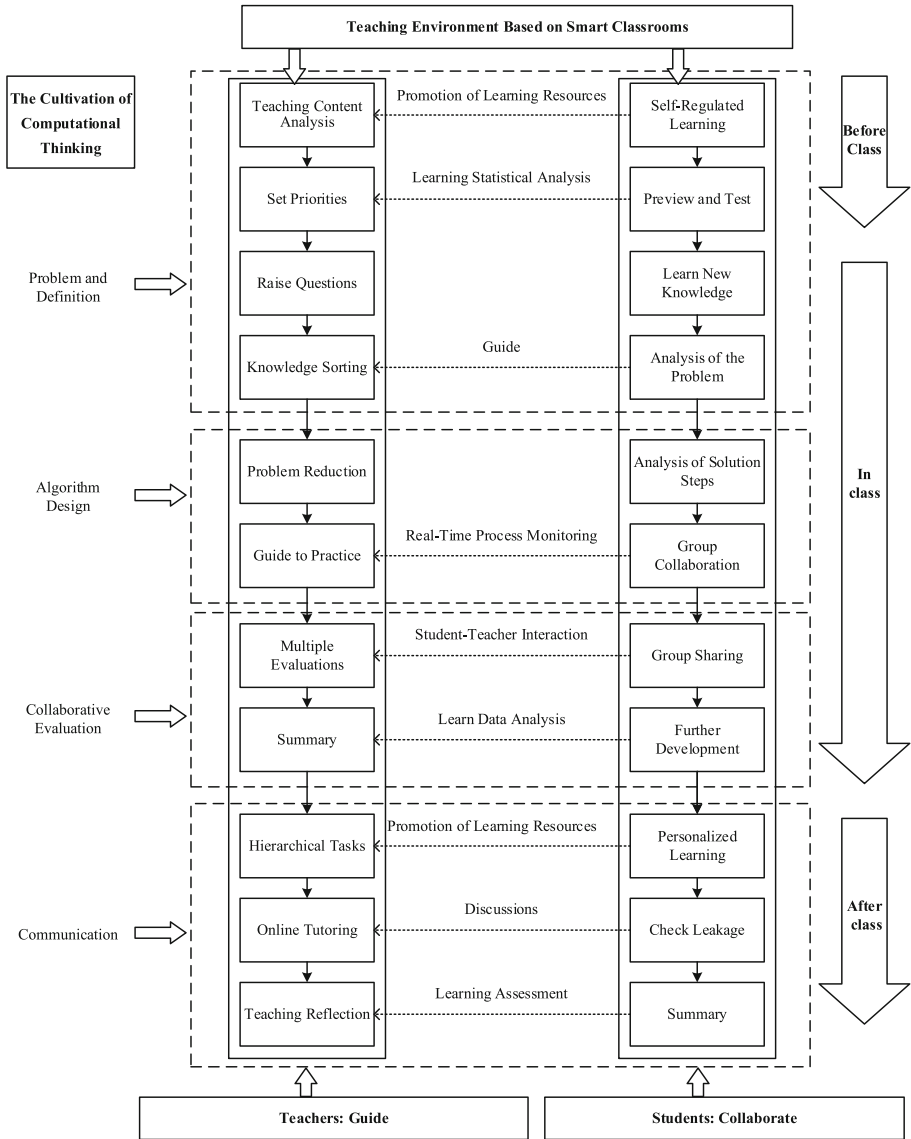 Teaching Environment Based on Smart Classrooms
The Cultivation of
Computational
Thinking
Teaching Content
Analysis
Promotion of Learning Resources
Self-Regulated
Learning
Before
Class
Set Priorities
Learning Statistical Analysis
Preview and Test
Problem and
Definition
Raise Questions
Learn New
Knowledge
Knowledge Sorting
Guide
Analysis of the
Problem
Algorithm
Design
Problem Reduction
Analysis of Solution
Steps
In
class
Guide to Practice
Real-Time Process Monitoring
Group
Collaboration
Collaborative
Evaluation
Multiple
Evaluations
Student-Teacher Interaction
Group Sharing
Summary
Learn Data Analysis
Further
Development
Hierarchical Tasks
Promotion of Learning Resources
Personalized
Learning
Communication
Online Tutoring
Discussions
Check Leakage
After
class
Teaching Reflection
Learning Assessment
Summary
Teachers: Guide
Students: Collaborate